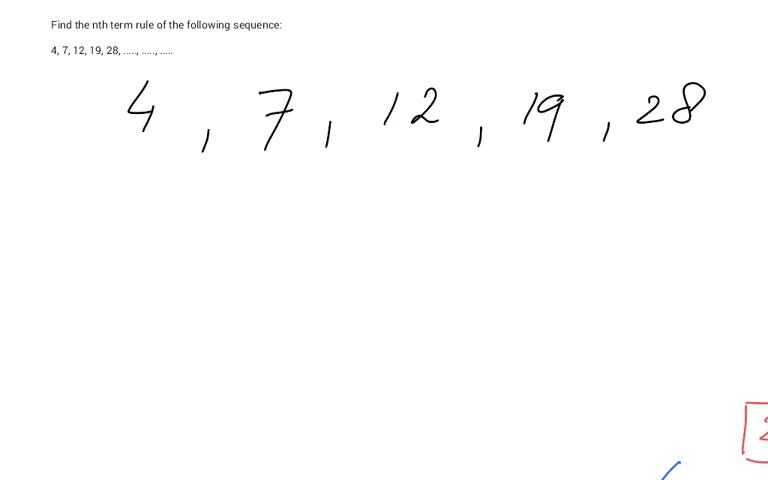 Find the nth term rule of the following sequence:
4, 7, 12, 19, 28, ....., ....., .....
4 , 7 , 12 , 19 , 28